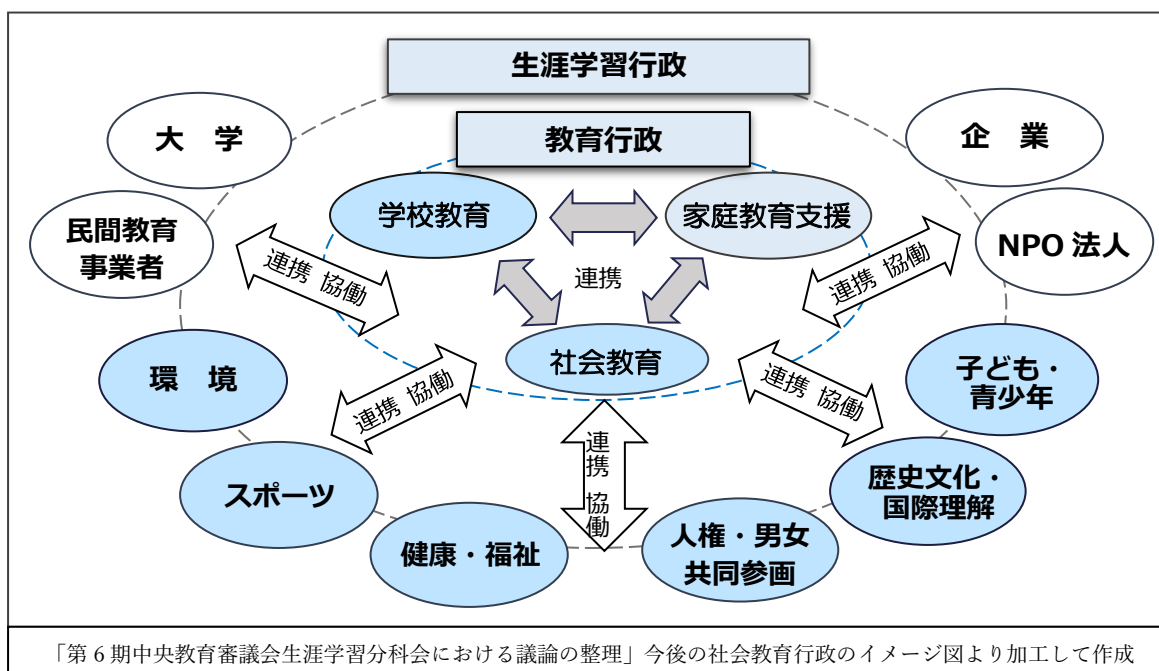 生涯学習行政
教育行政
大　学
企　業
民間教育
事業者
学校教育
家庭教育支援
NPO 法人
連携 協働
連携
連携 協働
社会教育
環　境
子ども・
青少年
連携 協働
連携 協働
連携 協働
スポーツ
歴史文化・
国際理解
健康・福祉
人権・男女
共同参画
「第 6 期中央教育審議会生涯学習分科会における議論の整理」今後の社会教育行政のイメージ図より加工して作成